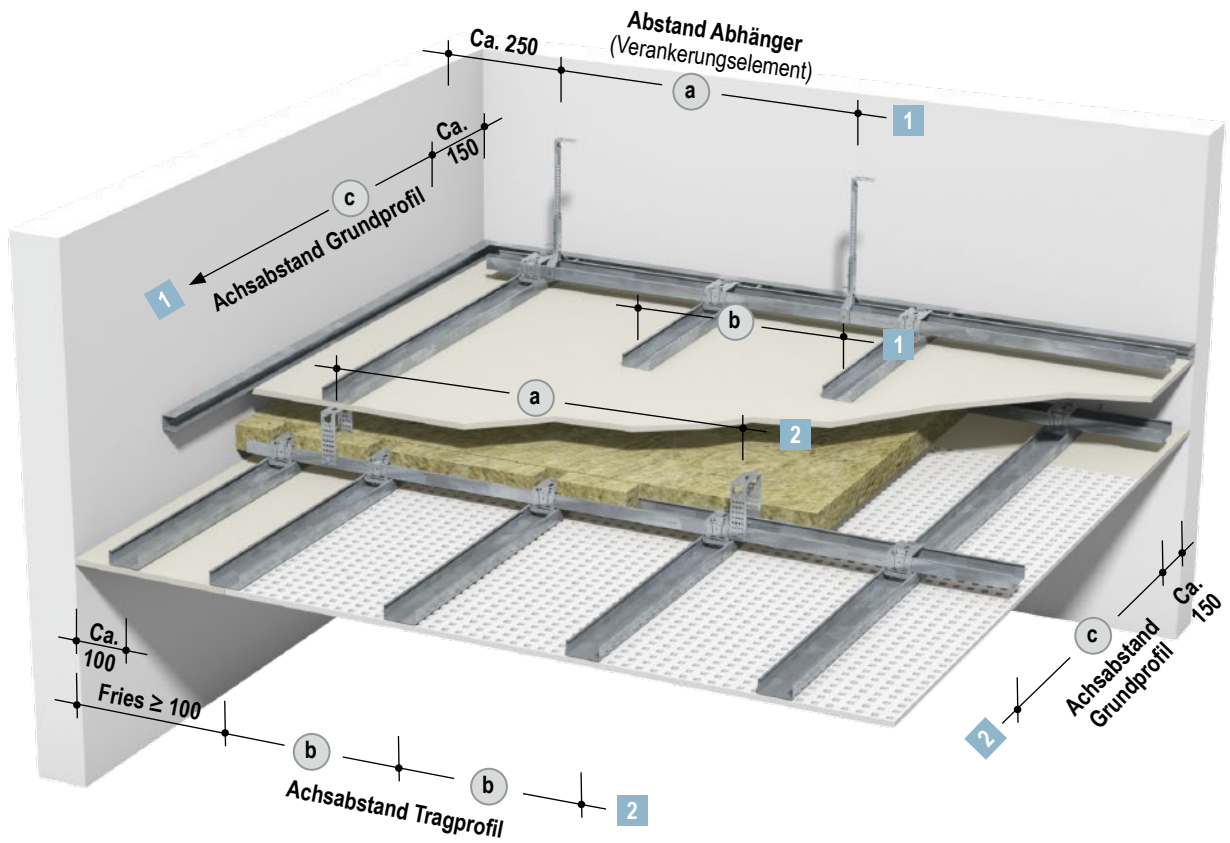 Abstand Abhänger
(Verankerungselement)
Ca. 250
a
1
Ca.
150
c
Achsabstand Grundprofil
1
b
1
a
2
Ca.
150
c
Achsabstand
Grundprofil
2
Ca.
100
Fries ≥ 100
b
b
Achsabstand Tragprofil
2